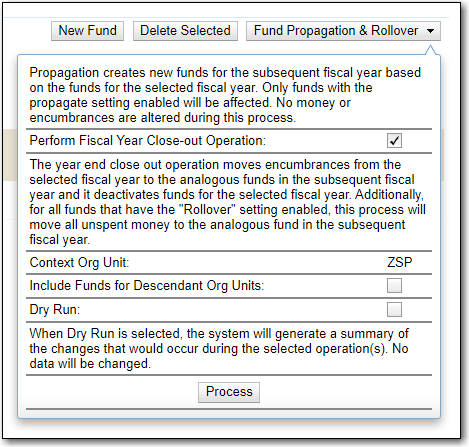 New Fund Delete Selected Fund Propagation & Rollover
Propagation creates new funds for the subsequent fiscal year based
on the funds for the selected fiscal year. Only funds with the
propagate setting enabled will be affected. No money or
encumbrances are altered during this process.
Perform Fiscal Year Close-out Operation:
The year end close out operation moves encumbrances from the
selected fiscal year to the analogous funds in the subsequent fiscal
year and it deactivates funds for the selected fiscal year. Additionally,
for all funds that have the "Rollover" setting enabled, this process will
move all unspent money to the analogous fund in the subsequent
fiscal year.
Context Org Unit: ZSP
Include Funds for Descendant Org Units:
Dry Run:
When Dry Run is selected, the system will generate a summary of
the changes that would occur during the selected operation(s). No
data will be changed.
Process